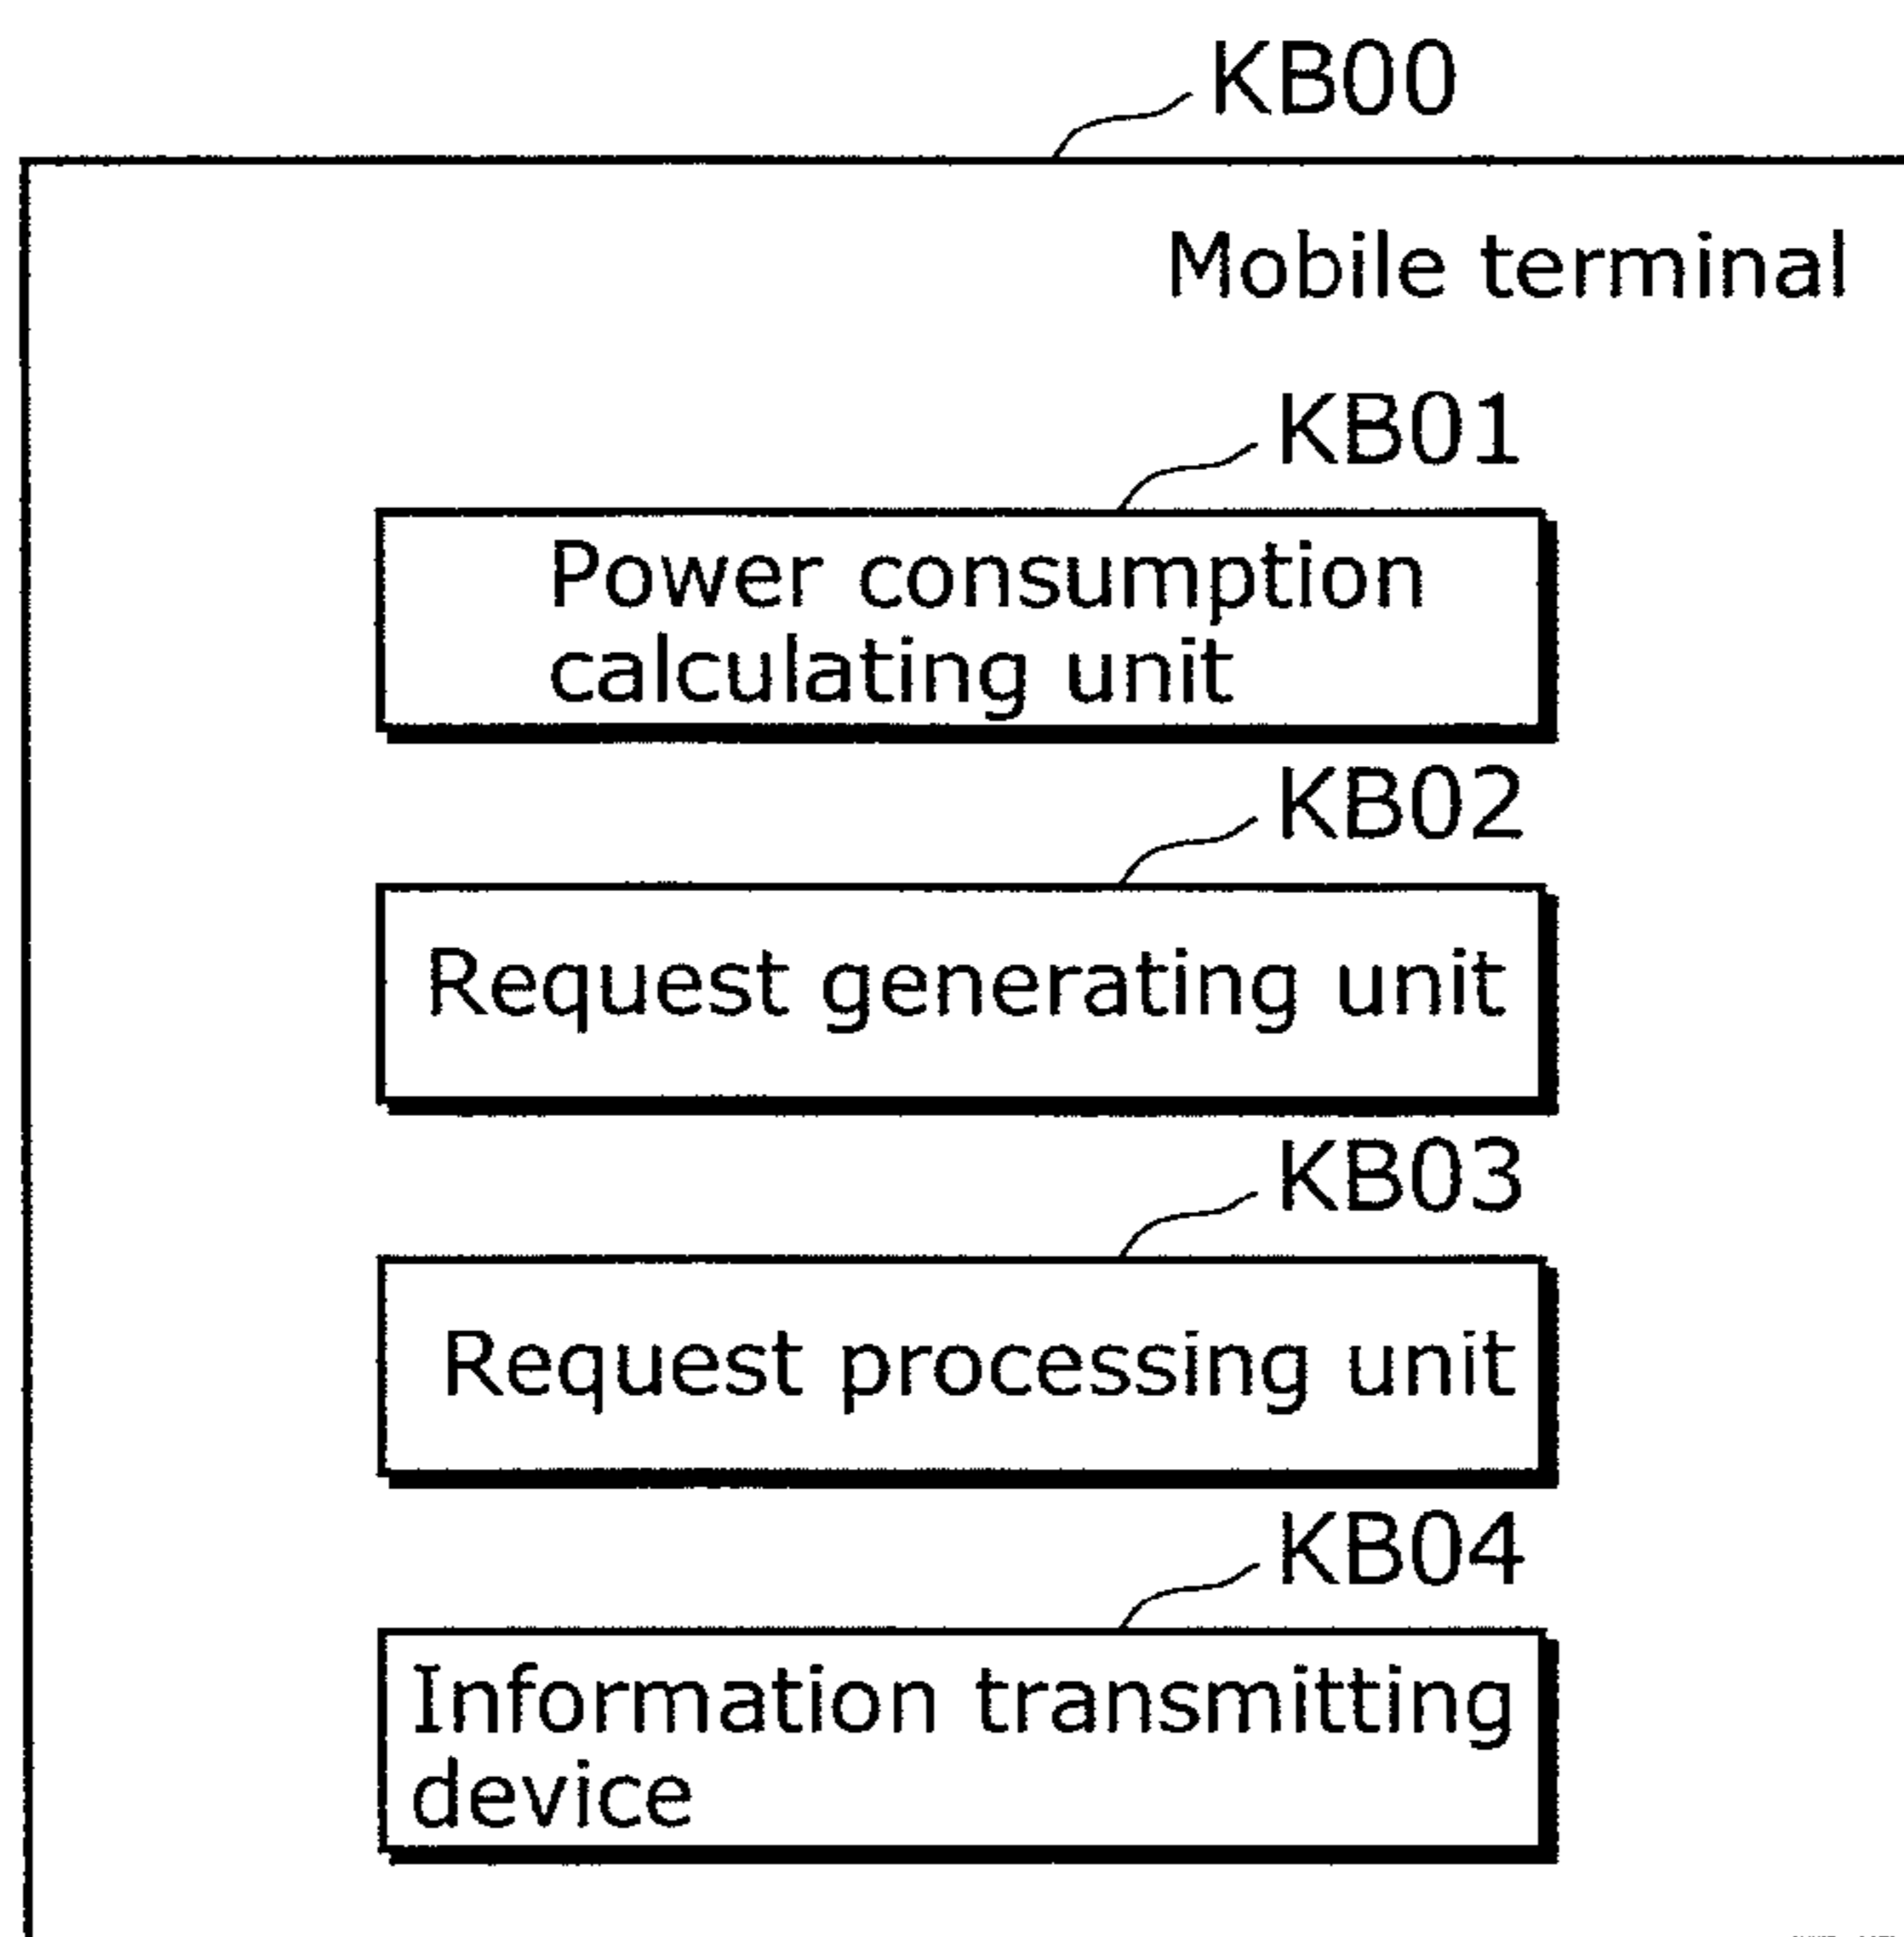 KB00
Mobile terminal
KB01
Power consumption
calculating unit
KB02
Request generating unit
KB03
Request processing unit
KB04
Information transmitting
device